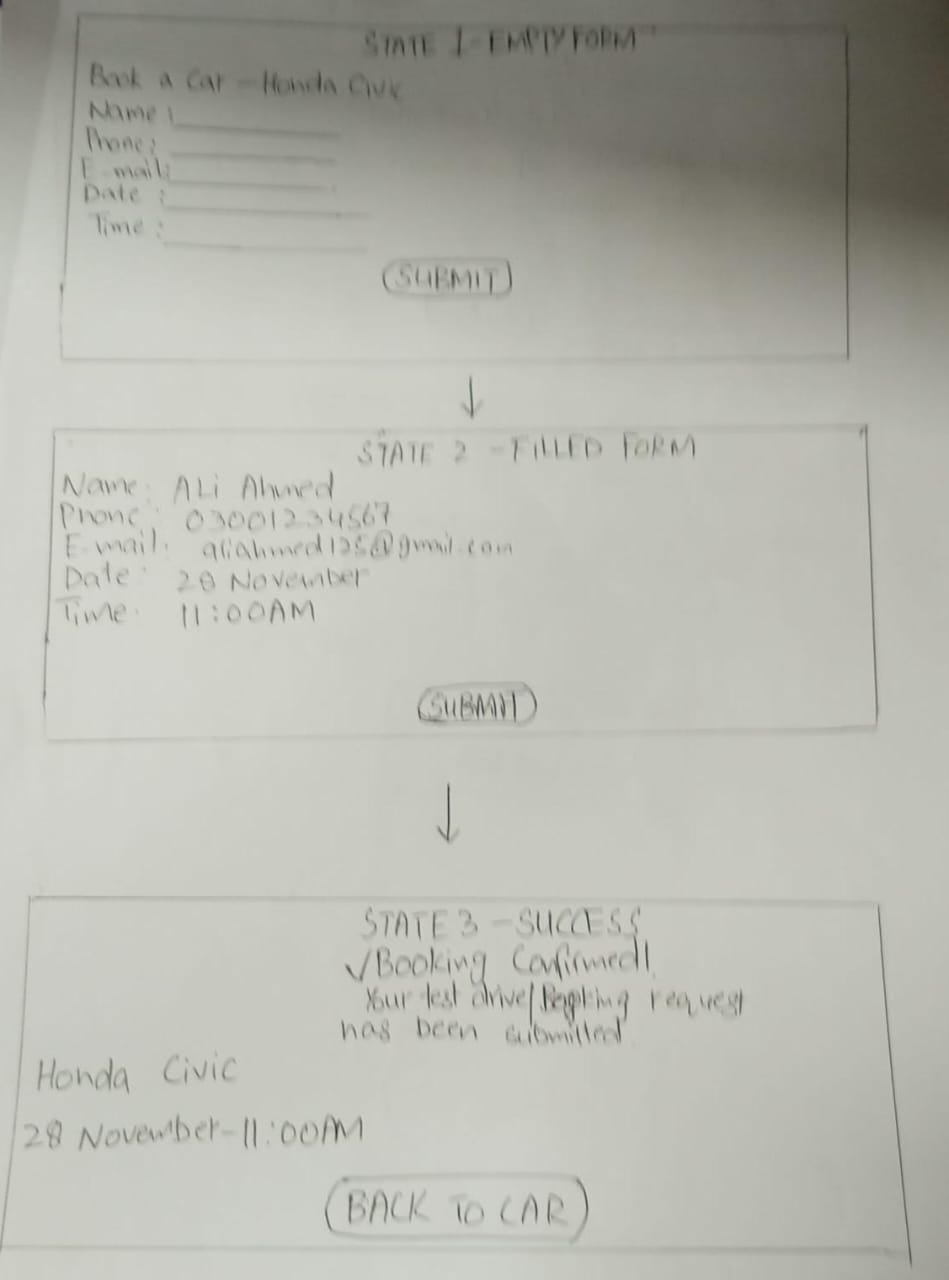 STATE 1 - EMPTY FORM
Book a Car - Honda Civic
Name:
Phone:
E-mail:
Date:
Time:
SUBMIT
STATE 2 - FILLED FORM
Name: ALi Ahmed
Phone: 03001234567
E-mail:
Date: 28 November
Time: 11:00AM
SUBMIT
STATE 3 - SUCCESS
✓Booking Confirmed!
Your test drive/ request
has been submitted
Honda Civic
28 November-11:00AM
BACK TO CAR